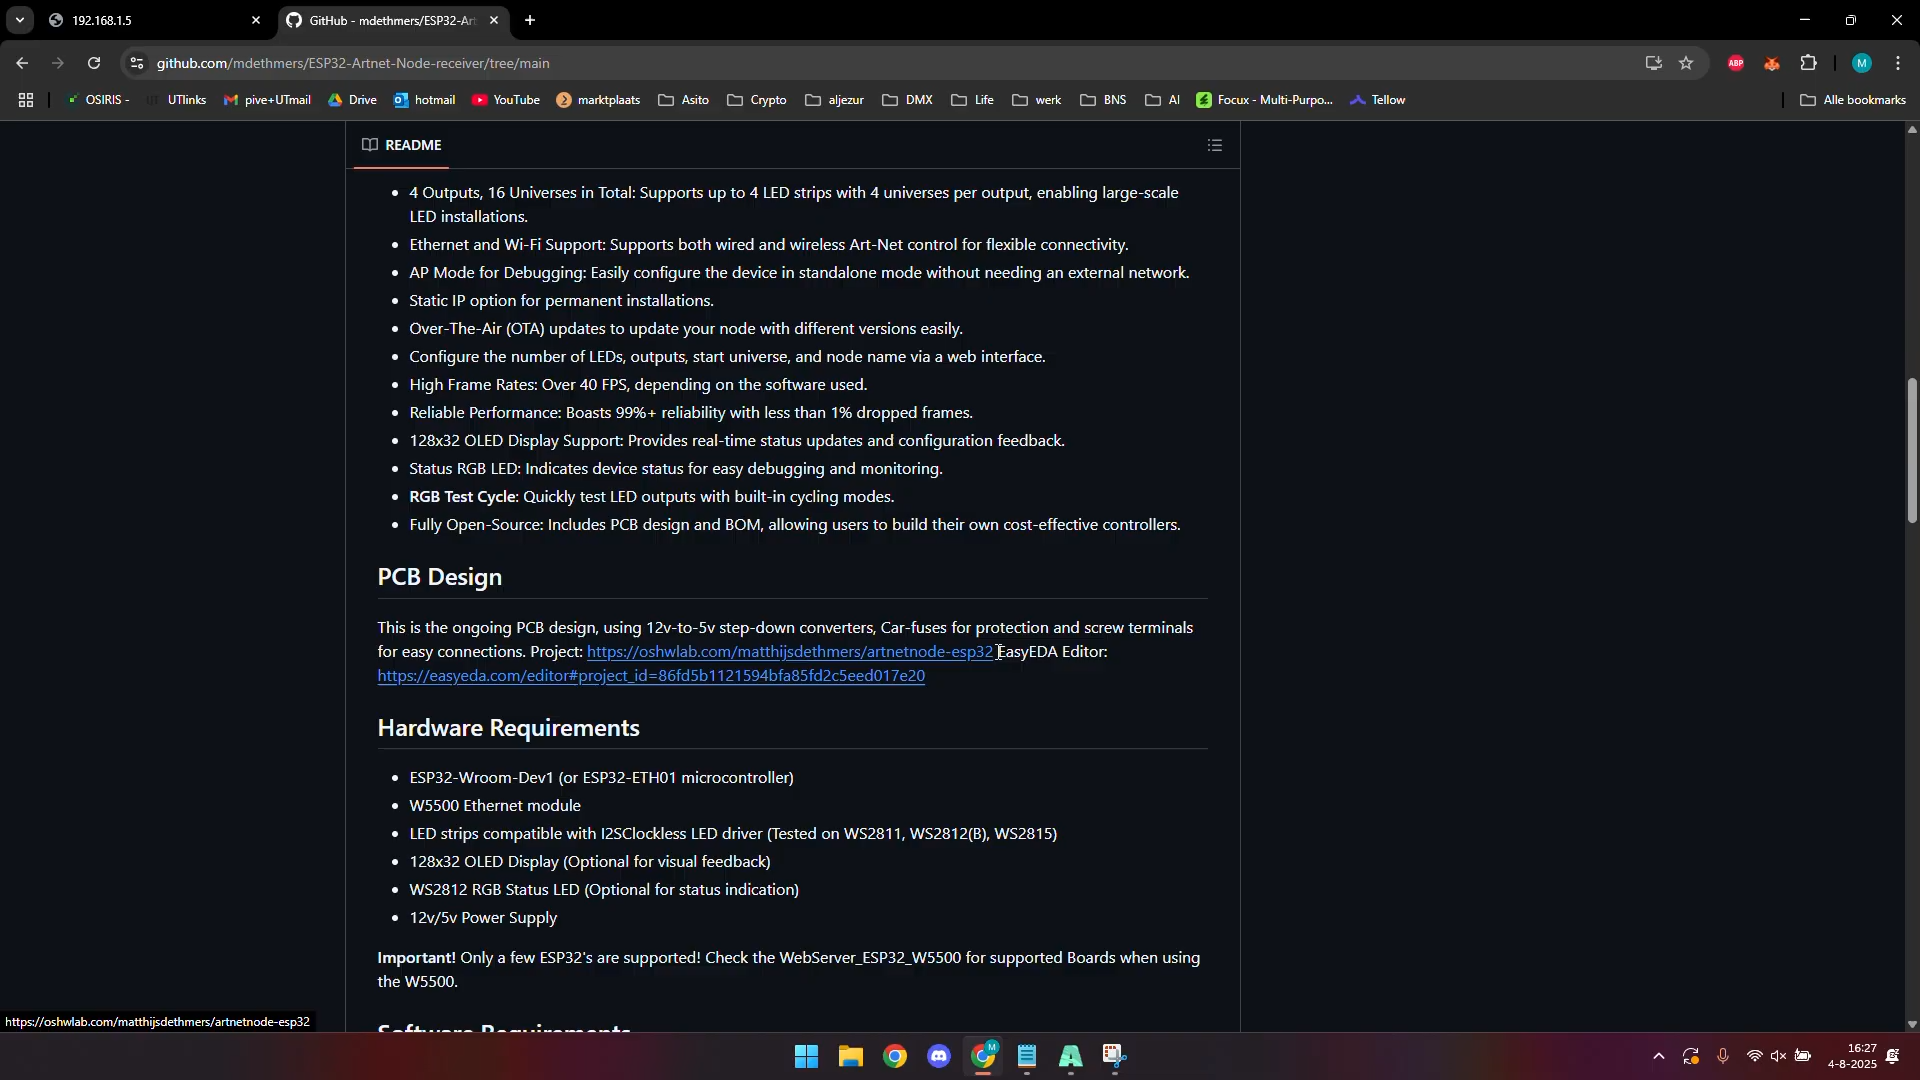 192.168.1.5
GitHub - mdethmers/ESP32-Art
github.com/mdethmers/ESP32-Artnet-Node-receiver/tree/main
ABP
M
OSIRIS -
UTlinks
pive+UTmail
Drive
hotmail
YouTube
marktplaats
Asito
Crypto
aljezur
DMX
Life
werk
BNS
AI
Focux - Multi-Purpo...
Tellow
Alle bookmarks
README
• 4 Outputs, 16 Universes in Total: Supports up to 4 LED strips with 4 universes per output, enabling large-scale
LED installations.
• Ethernet and Wi-Fi Support: Supports both wired and wireless Art-Net control for flexible connectivity.
• AP Mode for Debugging: Easily configure the device in standalone mode without needing an external network.
• Static IP option for permanent installations.
• Over-The-Air (OTA) updates to update your node with different versions easily.
• Configure the number of LEDs, outputs, start universe, and node name via a web interface.
• High Frame Rates: Over 40 FPS, depending on the software used.
• Reliable Performance: Boasts 99%+ reliability with less than 1% dropped frames.
• 128x32 OLED Display Support: Provides real-time status updates and configuration feedback.
• Status RGB LED: Indicates device status for easy debugging and monitoring.
• RGB Test Cycle: Quickly test LED outputs with built-in cycling modes.
• Fully Open-Source: Includes PCB design and BOM, allowing users to build their own cost-effective controllers.
PCB Design
This is the ongoing PCB design, using 12v-to-5v step-down converters, Car-fuses for protection and screw terminals
for easy connections. Project: https://oshwlab.com/matthijsdethmers/artnetnode-esp32 EasyEDA Editor:
https://easyeda.com/editor#project_id=86fd5b1121594bfa85fd2c5eed017e20
Hardware Requirements
• ESP32-Wroom-Dev1 (or ESP32-ETH01 microcontroller)
• W5500 Ethernet module
• LED strips compatible with I2SClockless LED driver (Tested on WS2811, WS2812(B), WS2815)
• 128x32 OLED Display (Optional for visual feedback)
• WS2812 RGB Status LED (Optional for status indication)
• 12v/5v Power Supply
Important! Only a few ESP32's are supported! Check the WebServer_ESP32_W5500 for supported Boards when using
the W5500.
Software Requirements
https://oshwlab.com/matthijsdethmers/artnetnode-esp32
M
16:27
4-8-2025